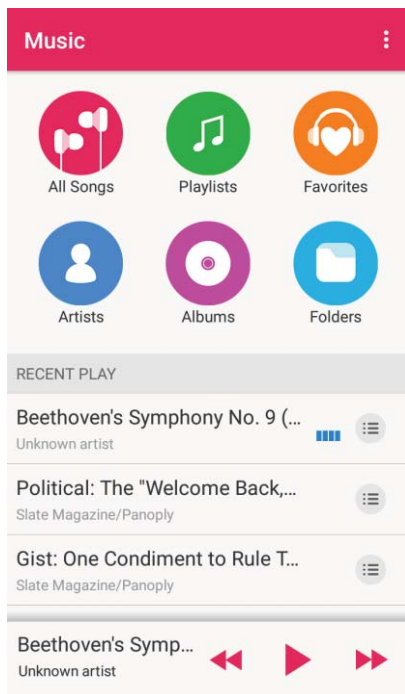 Music
All Songs Playlists Favorites
Artists Albums Folders
RECENT PLAY
Beethoven's Symphony No. 9 (...
Unknown artist
Political: The "Welcome Back,...
Slate Magazine/Panoply
Gist: One Condiment to Rule T...
Slate Magazine/Panoply
Beethoven's Symp...
Unknown artist